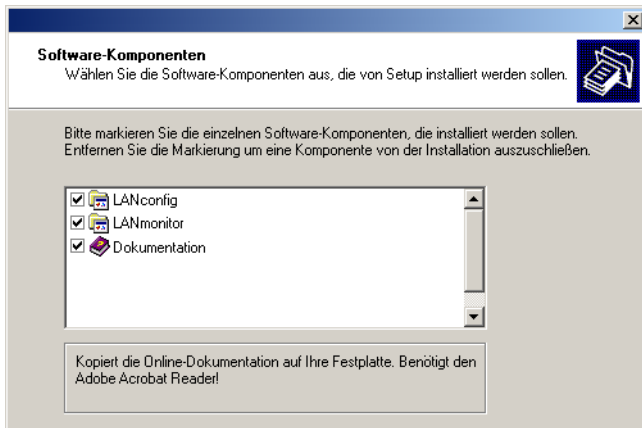 Software-Komponenten
Wählen Sie die Software-Komponenten aus, die von Setup installiert werden sollen.
Bitte markieren Sie die einzelnen Software-Komponenten, die installiert werden sollen.
Entfernen Sie die Markierung um eine Komponente von der Installation auszuschließen.
LANconfig
LANmonitor
Dokumentation
Kopiert die Online-Dokumentation auf Ihre Festplatte. Benötigt den
Adobe Acrobat Reader!